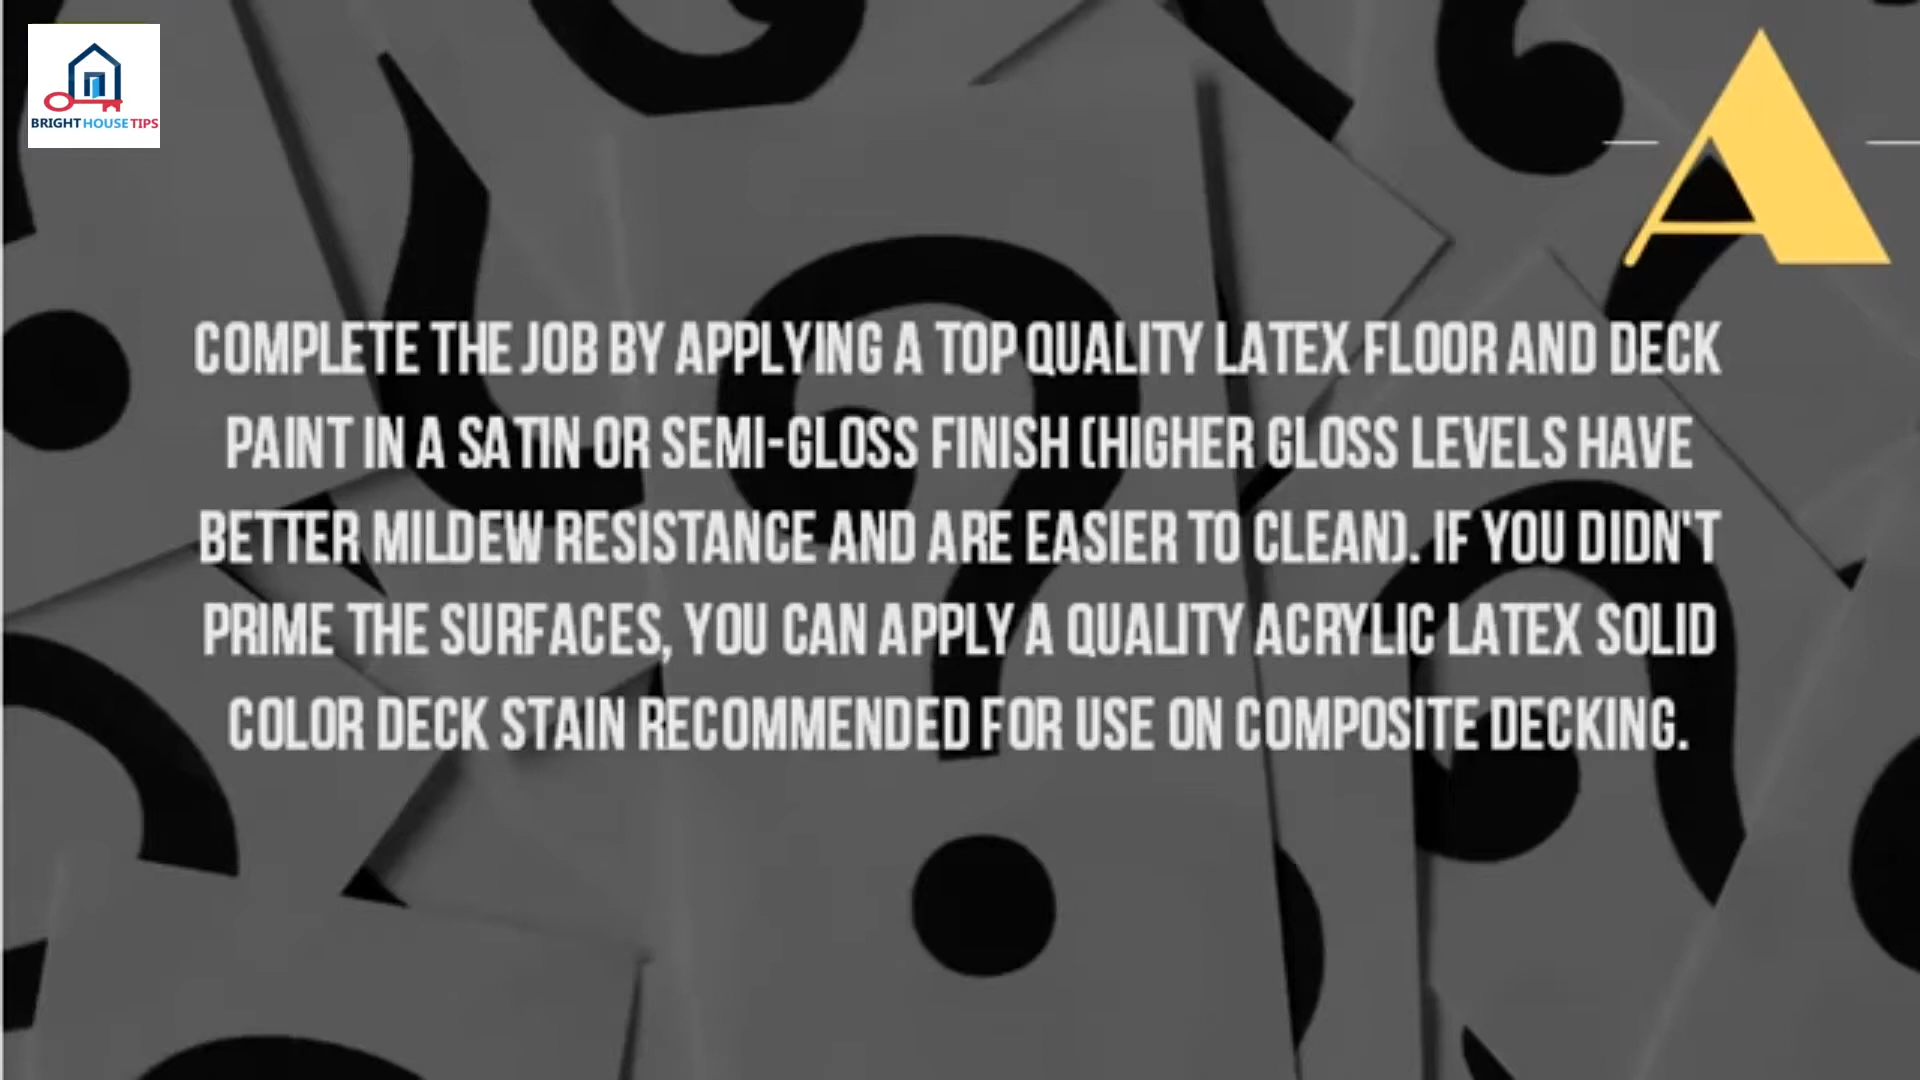 BRIGHT HOUSE TIPS
A
COMPLETE THE JOB BY APPLYING A TOP QUALITY LATEX FLOOR AND DECK
PAINT IN A SATIN OR SEMI-GLOSS FINISH (HIGHER GLOSS LEVELS HAVE
BETTER MILDEW RESISTANCE AND ARE EASIER TO CLEAN). IF YOU DIDN'T
PRIME THE SURFACES, YOU CAN APPLY A QUALITY ACRYLIC LATEX SOLID
COLOR DECK STAIN RECOMMENDED FOR USE ON COMPOSITE DECKING.